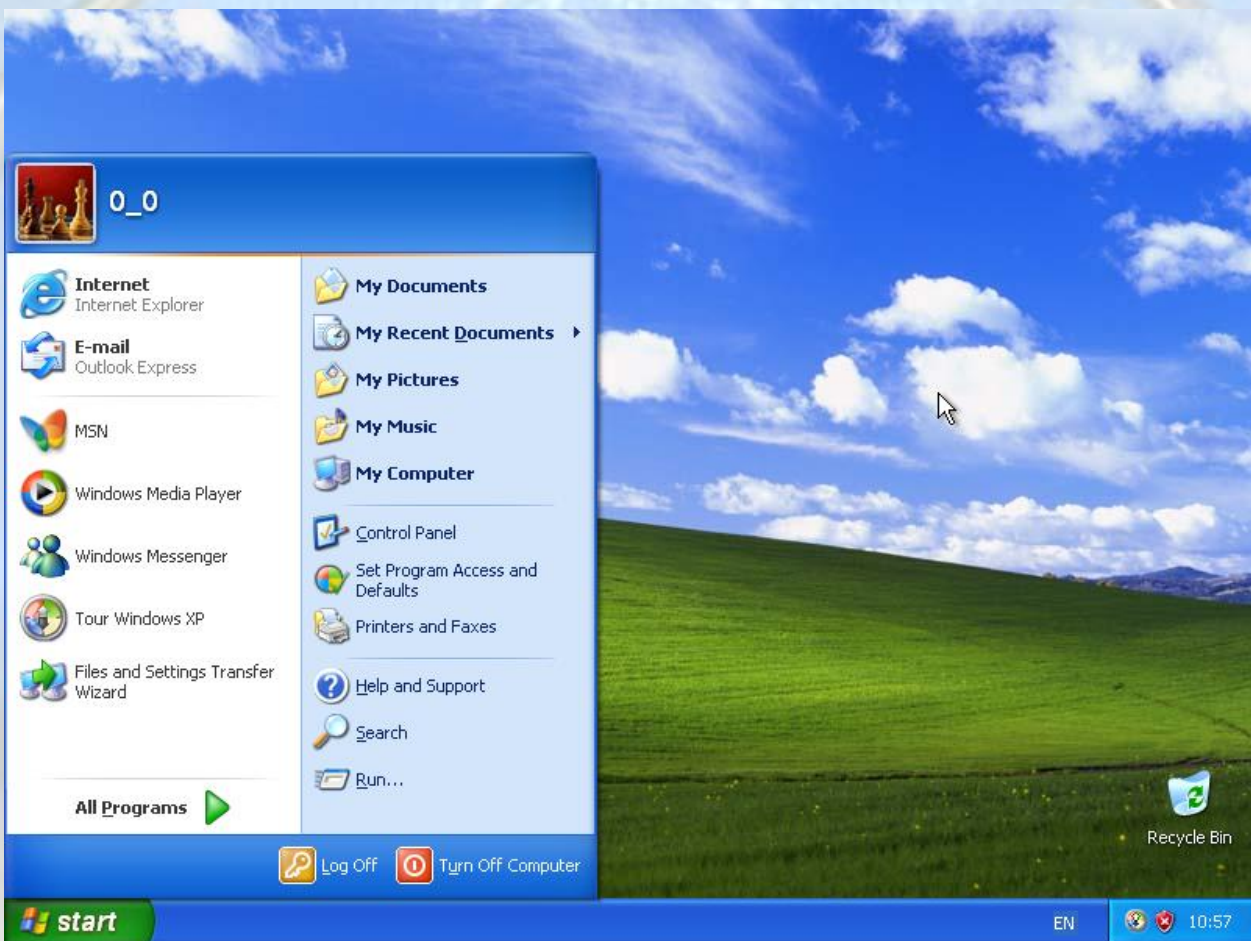 0_0
Internet
Internet Explorer
E-mail
Outlook Express
MSN
Windows Media Player
Windows Messenger
Tour Windows XP
Files and Settings Transfer
Wizard
All Programs
My Documents
My Recent Documents
My Pictures
My Music
My Computer
Control Panel
Set Program Access and
Defaults
Printers and Faxes
Help and Support
Search
Run...
Log Off
Turn Off Computer
Recycle Bin
start
EN
10:57